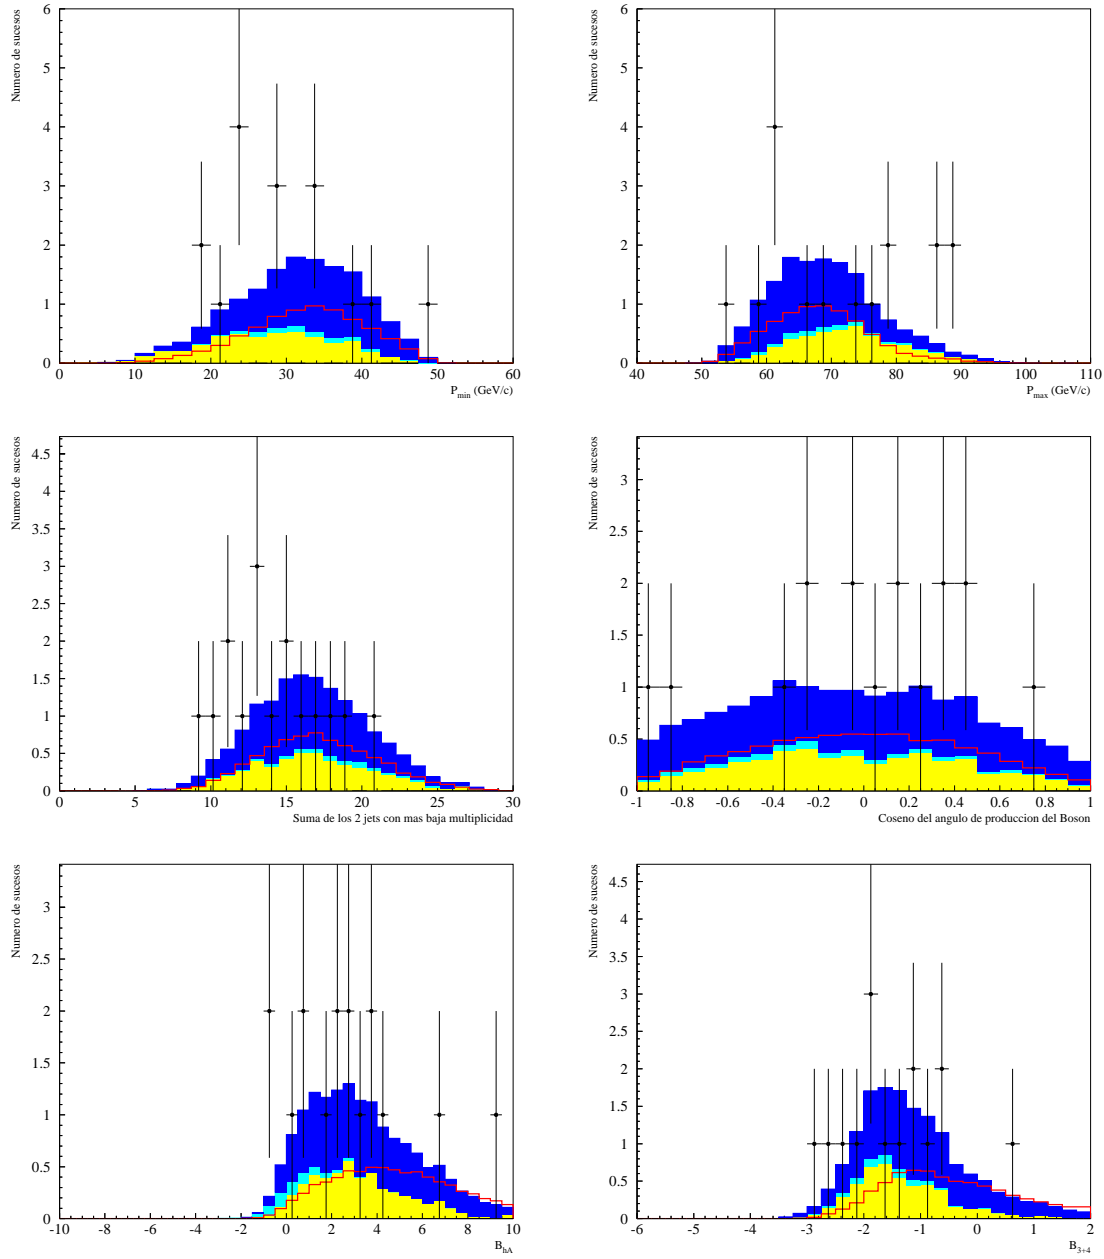 Numero de sucesos
6
5
4
3
2
1
0
0 10 20 30 40 50 60
P_min (GeV/c)
Numero de sucesos
6
5
4
3
2
1
0
40 50 60 70 80 90 100 110
P_max (GeV/c)
Numero de sucesos
4.5
4
3.5
3
2.5
2
1.5
1
0.5
0
0 5 10 15 20 25 30
Suma de los 2 jets con mas baja multiplicidad
Numero de sucesos
3
2.5
2
1.5
1
0.5
0
-1 -0.8 -0.6 -0.4 -0.2 0 0.2 0.4 0.6 0.8 1
Coseno del angulo de produccion del Boson
Numero de sucesos
3
2.5
2
1.5
1
0.5
0
-10 -8 -6 -4 -2 0 2 4 6 8 10
B_hA
Numero de sucesos
4.5
4
3.5
3
2.5
2
1.5
1
0.5
0
-6 -5 -4 -3 -2 -1 0 1 2
B_3+4